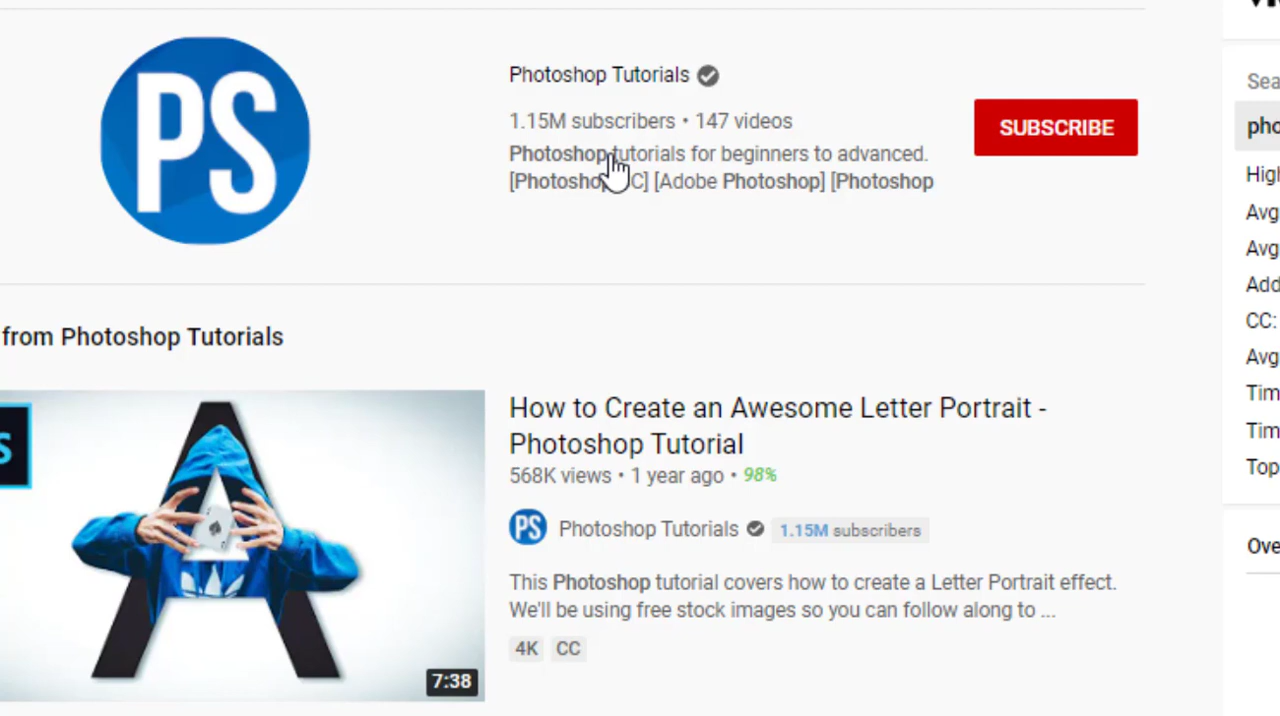 PS
Photoshop Tutorials
1.15M subscribers • 147 videos
Photoshop tutorials for beginners to advanced.
[Photoshop CC] [Adobe Photoshop] [Photoshop
SUBSCRIBE
from Photoshop Tutorials
S
7:38
How to Create an Awesome Letter Portrait -
Photoshop Tutorial
568K views • 1 year ago • 98%
PS Photoshop Tutorials 1.15M subscribers
This Photoshop tutorial covers how to create a Letter Portrait effect.
We'll be using free stock images so you can follow along to ...
4K CC
Sea
pho
High
Avg
Avg
Add
CC:
Avg
Tim
Tim
Top
Ove